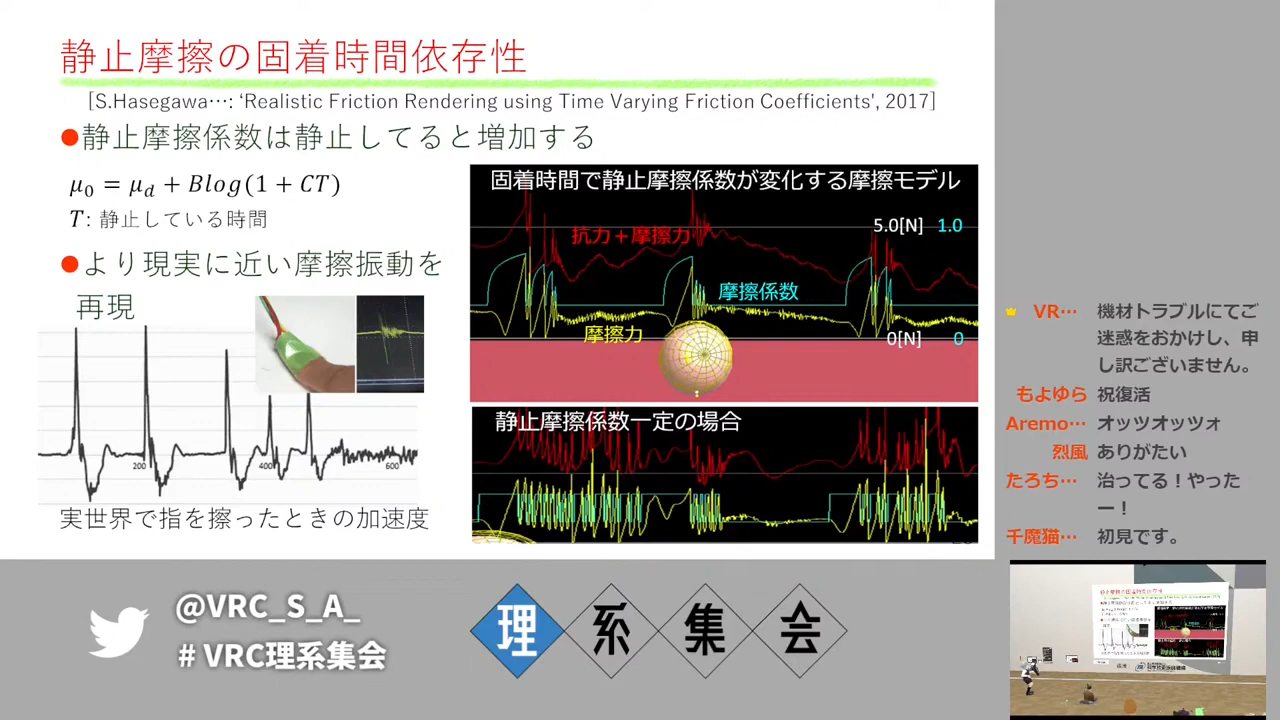 静止摩擦の固着時間依存性
[S.Hasegawa…: ‘Realistic Friction Rendering using Time Varying Friction Coefficients', 2017]
●静止摩擦係数は静止してると増加する
μ0 = μd + Blog(1 + CT)
T: 静止している時間
●より現実に近い摩擦振動を
再現
200
400
600
実世界で指を擦ったときの加速度
固着時間で静止摩擦係数が変化する摩擦モデル
5.0[N] 1.0
抗力＋摩擦力
摩擦係数
摩擦力
0[N] 0
静止摩擦係数一定の場合
VR… 機材トラブルにてご
迷惑をおかけし、申
し訳ございません。
もよゆら 祝復活
Aremo… オッツオッツォ
烈風 ありがたい
たろち… 治ってる！やった
ー！
千魔猫… 初見です。
@VRC_S_A_
# VRC理系集会
理系集会